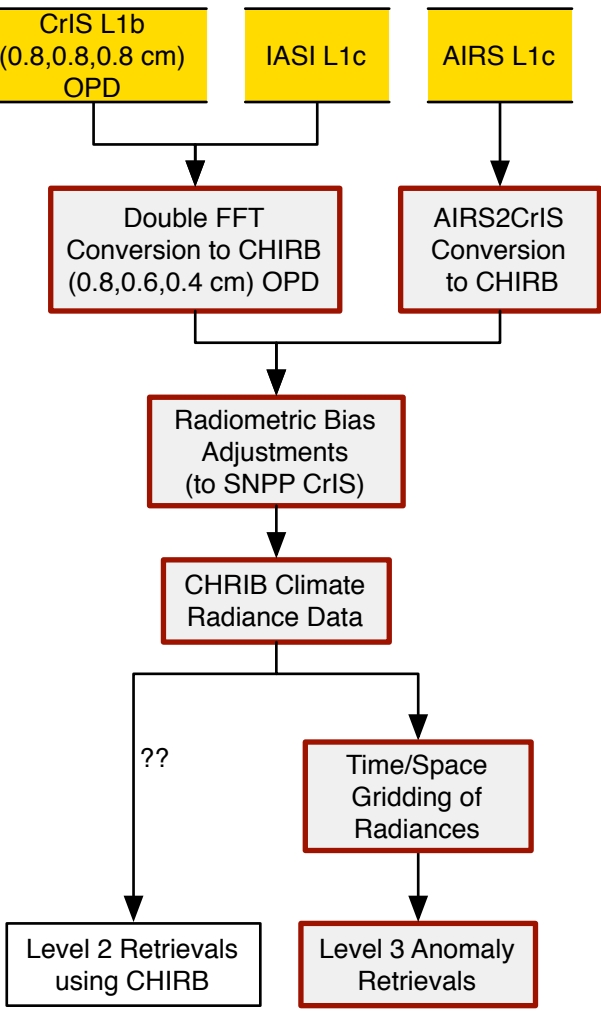 CrIS L1b
(0.8,0.8,0.8 cm)
OPD
IASI L1c
AIRS L1c
Double FFT
Conversion to CHIRB
(0.8,0.6,0.4 cm) OPD
AIRS2CrIS
Conversion
to CHIRB
Radiometric Bias
Adjustments
(to SNPP CrIS)
CHRIB Climate
Radiance Data
??
Time/Space
Gridding of
Radiances
Level 2 Retrievals
using CHIRB
Level 3 Anomaly
Retrievals